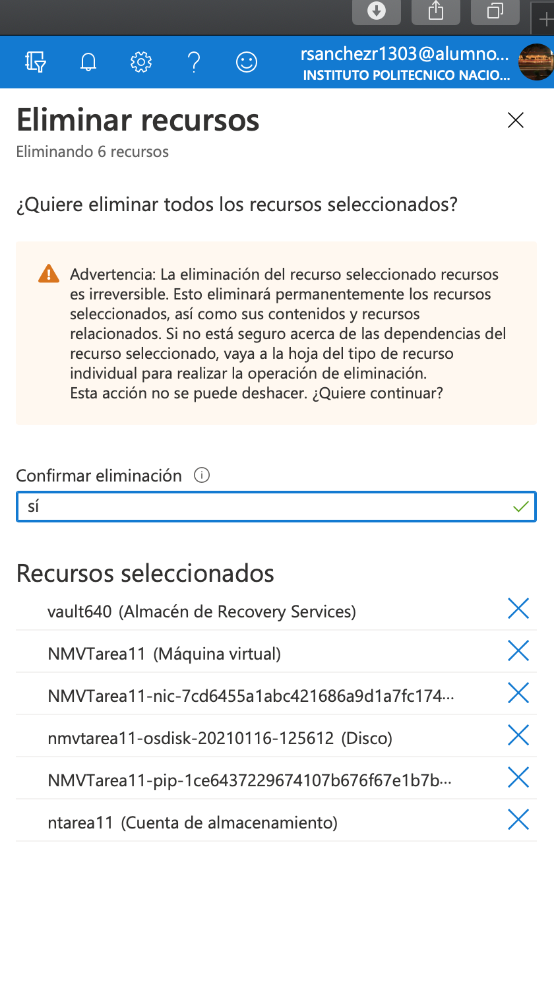 rsanchezr1303@alumno...
INSTITUTO POLITECNICO NACIO...
Eliminar recursos
Eliminando 6 recursos
¿Quiere eliminar todos los recursos seleccionados?
Advertencia: La eliminación del recurso seleccionado recursos
es irreversible. Esto eliminará permanentemente los recursos
seleccionados, así como sus contenidos y recursos
relacionados. Si no está seguro acerca de las dependencias del
recurso seleccionado, vaya a la hoja del tipo de recurso
individual para realizar la operación de eliminación.
Esta acción no se puede deshacer. ¿Quiere continuar?
Confirmar eliminación
sí
Recursos seleccionados
vault640 (Almacén de Recovery Services)
NMVTarea11 (Máquina virtual)
NMVTarea11-nic-7cd6455a1abc421686a9d1a7fc174...
nmvtarea11-osdisk-20210116-125612 (Disco)
NMVTarea11-pip-1ce6437229674107b676f67e1b7b...
ntarea11 (Cuenta de almacenamiento)